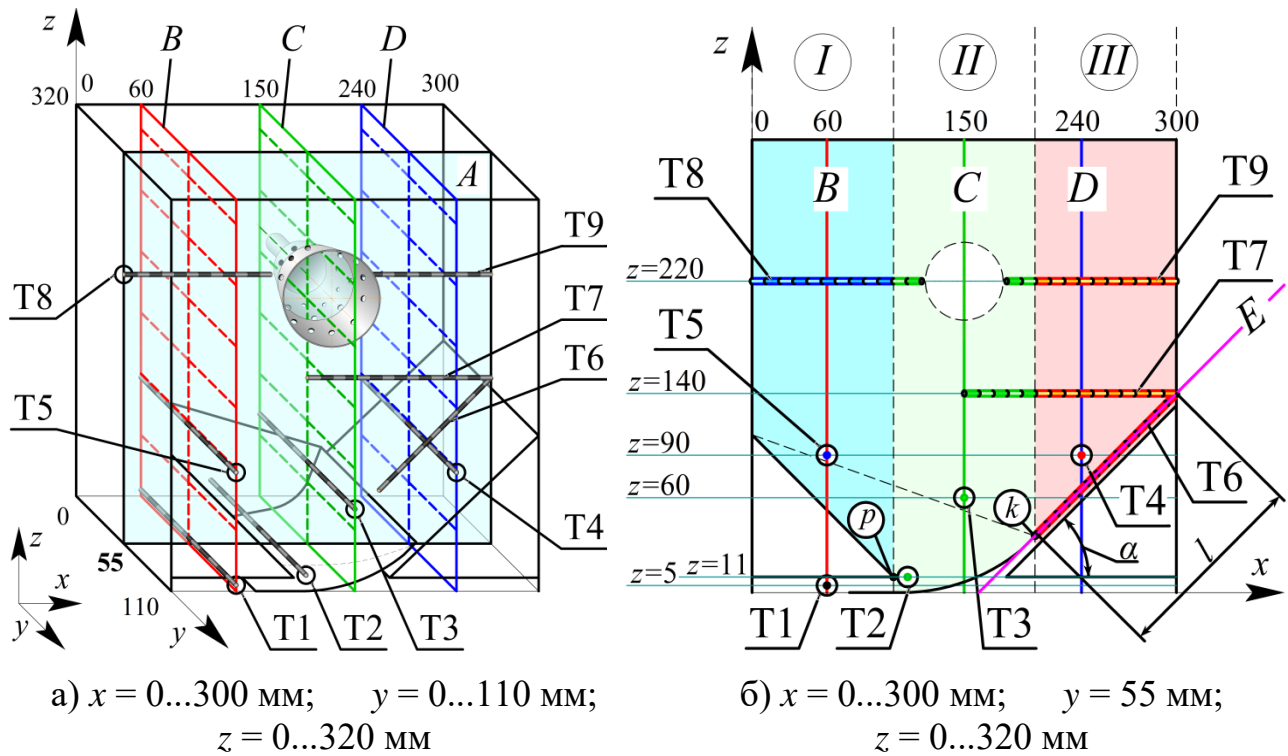 z
0
B
C
D
320
60
150
240
300
A
T9
T8
T7
T6
T5
T4
0
55
110
z
x
y
y
T1
T2
T3
а) x = 0...300 мм; y = 0...110 мм;
z = 0...320 мм
z
I
II
III
0
60
150
240
300
T8
B
C
D
T9
z=220
T7
T5
E
z=140
z=90
T6
z=60
p
k
T4
α
l
z=5
z=11
x
T1
T2
T3
б) x = 0...300 мм; y = 55 мм;
z = 0...320 мм